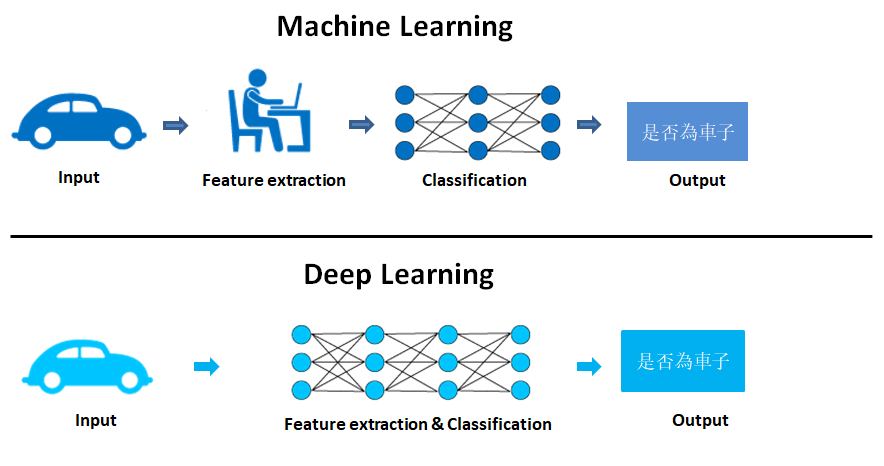 Machine Learning
Input
Feature extraction
Classification
是否為車子
Output
Deep Learning
Input
Feature extraction & Classification
是否為車子
Output